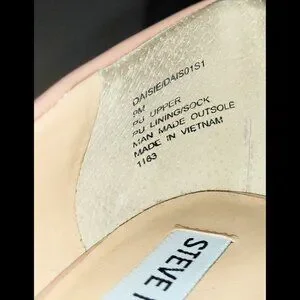 DAISIE/DAIS01S1
9M
PU UPPER
PU LINING/SOCK
MAN MADE OUTSOLE
MADE IN VIETNAM
1163
STEVE